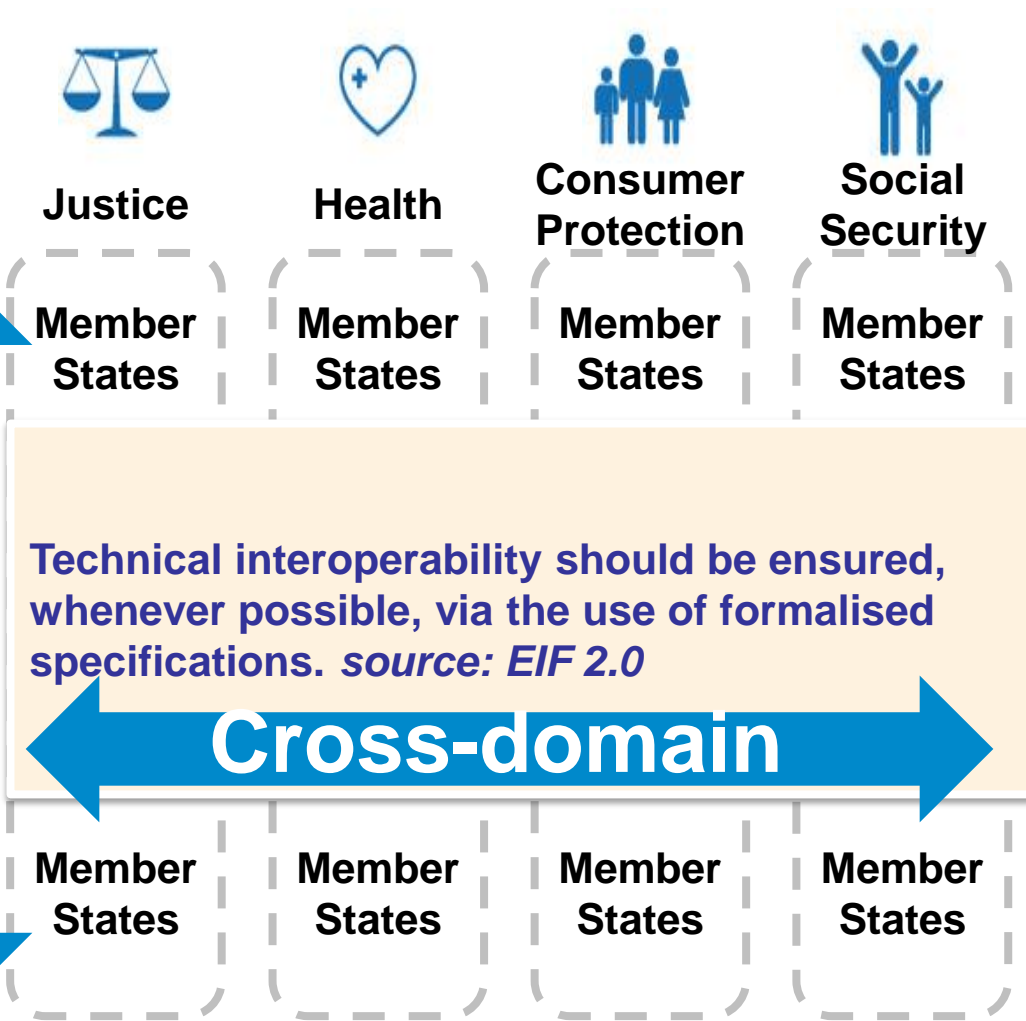 Justice
Health
Consumer
Protection
Social
Security
Member
States
Member
States
Member
States
Member
States
Technical interoperability should be ensured,
whenever possible, via the use of formalised
specifications. source: EIF 2.0
Cross-domain
Member
States
Member
States
Member
States
Member
States